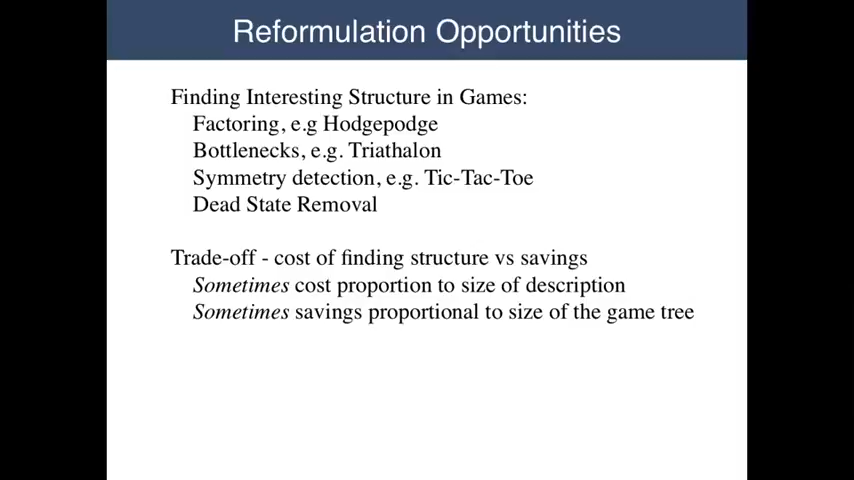 Reformulation Opportunities
Finding Interesting Structure in Games:
Factoring, e.g Hodgepodge
Bottlenecks, e.g. Triathalon
Symmetry detection, e.g. Tic-Tac-Toe
Dead State Removal
Trade-off - cost of finding structure vs savings
Sometimes cost proportion to size of description
Sometimes savings proportional to size of the game tree